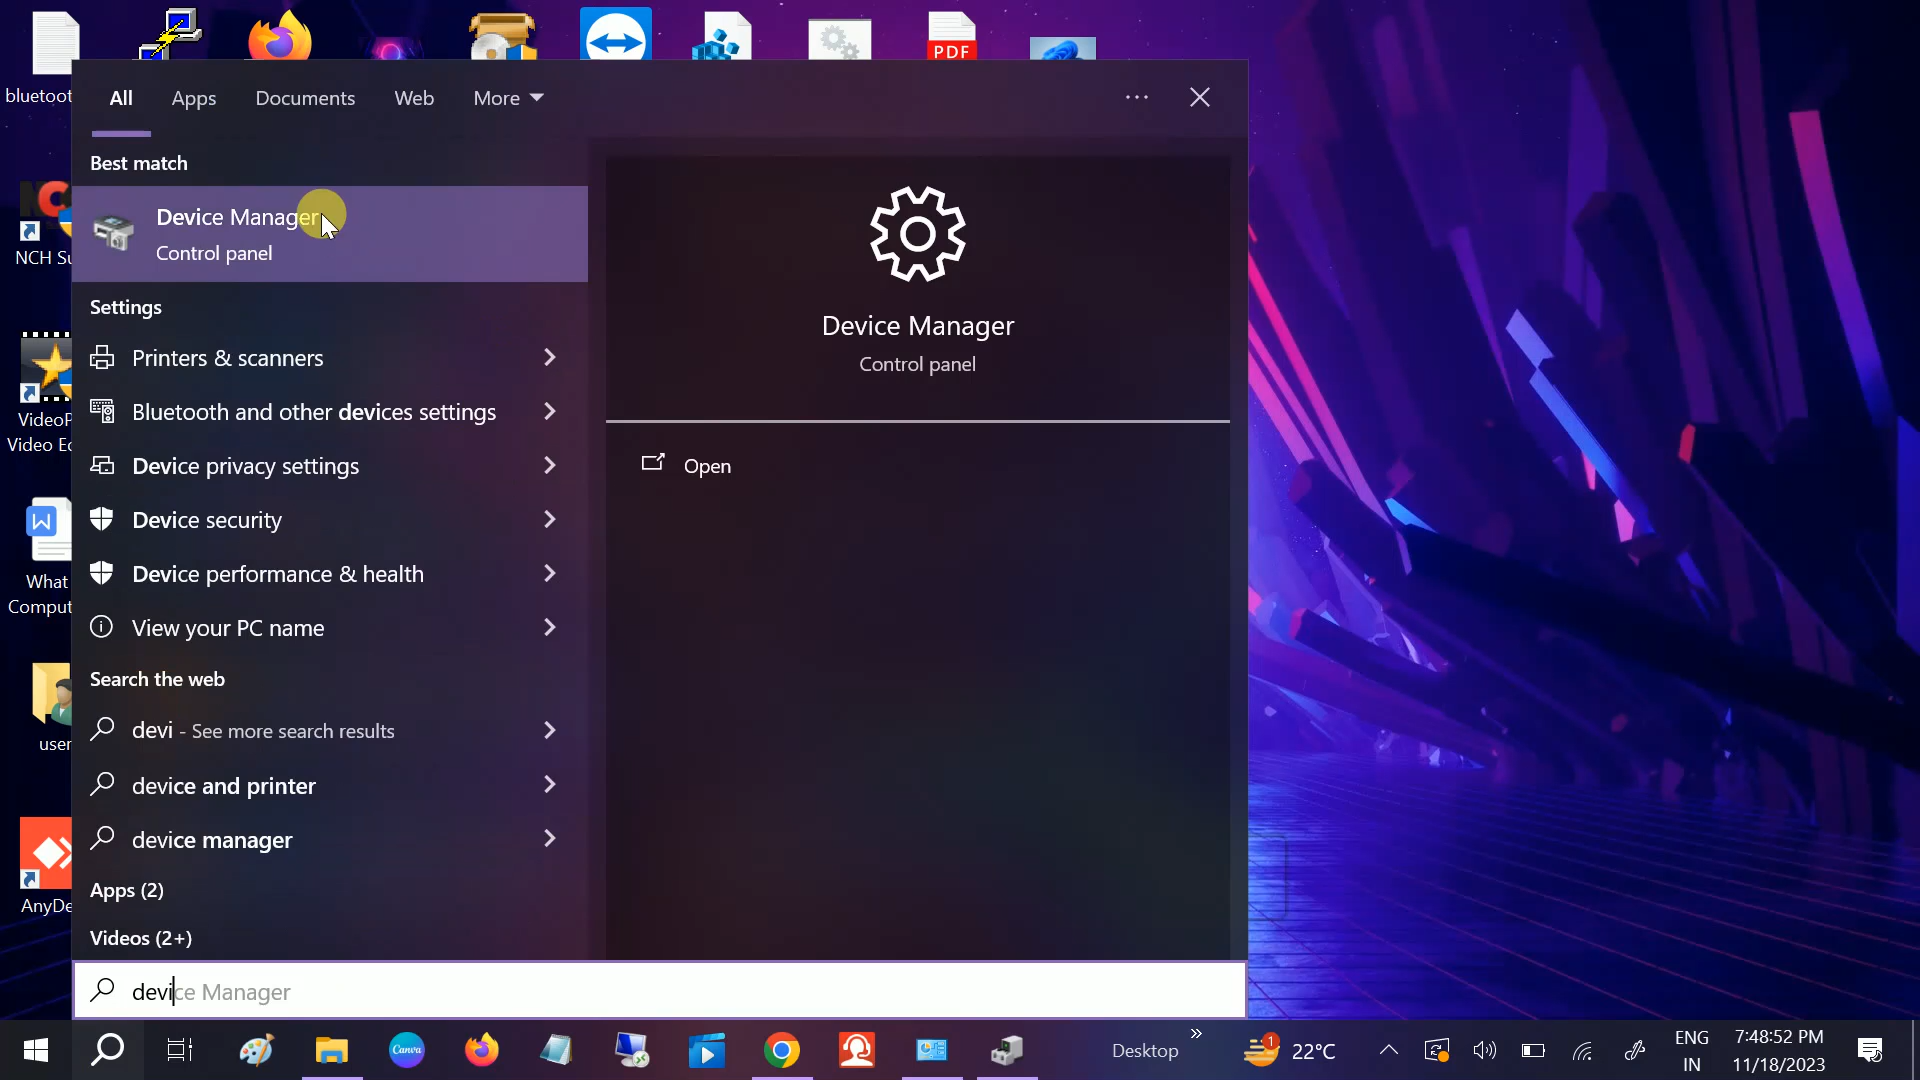 PDF
bluetoot
NCH Su
VideoP
Video Ed
What
Comput
user
AnyDe
All
Apps
Documents
Web
More
Best match
Device Manager
Control panel
Settings
Printers & scanners
Bluetooth and other devices settings
Device privacy settings
Device security
Device performance & health
View your PC name
Search the web
devi - See more search results
device and printer
device manager
Apps (2)
Videos (2+)
device Manager
Device Manager
Control panel
Open
Canva
Desktop
1
22°C
ENG
IN
7:48:52 PM
11/18/2023